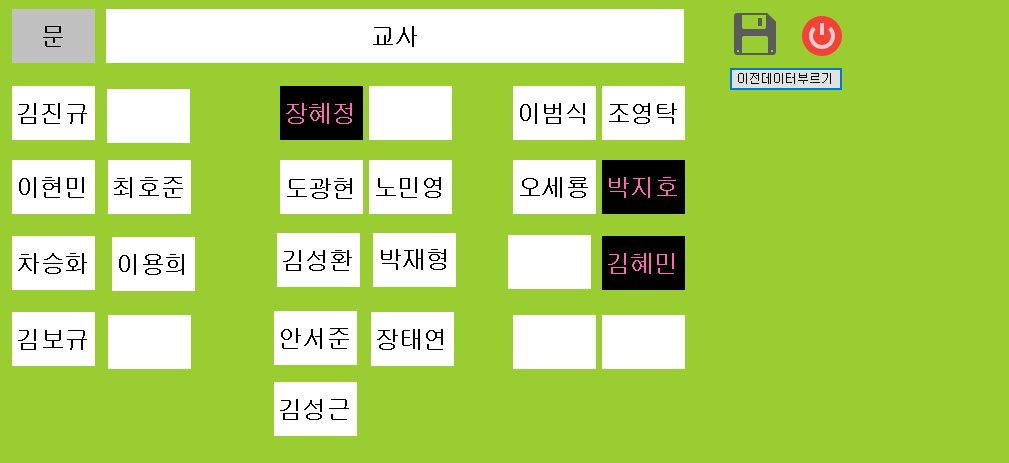 문 교사
이전데이터부르기
김진규 장혜정 이범식 조영탁
이현민 최호준 도광현 노민영 오세룡 박지호
차승화 이용희 김성환 박재형 김혜민
김보규 안서준 장태연
김성근